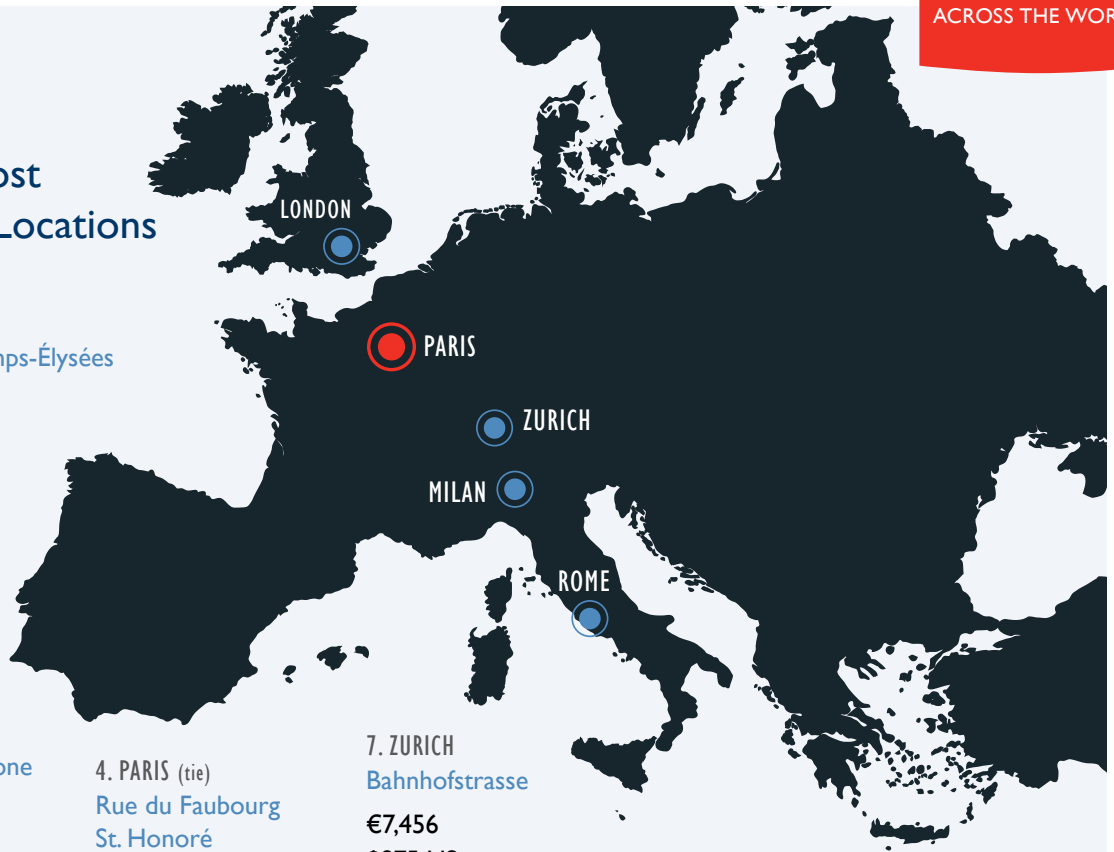 ACROSS THE WOR
ost
Locations
mps-Élysées
LONDON
PARIS
ZURICH
MILAN
ROME
one
4. PARIS (tie)
Rue du Faubourg
St. Honoré
7. ZURICH
Bahnhofstrasse
€7,456